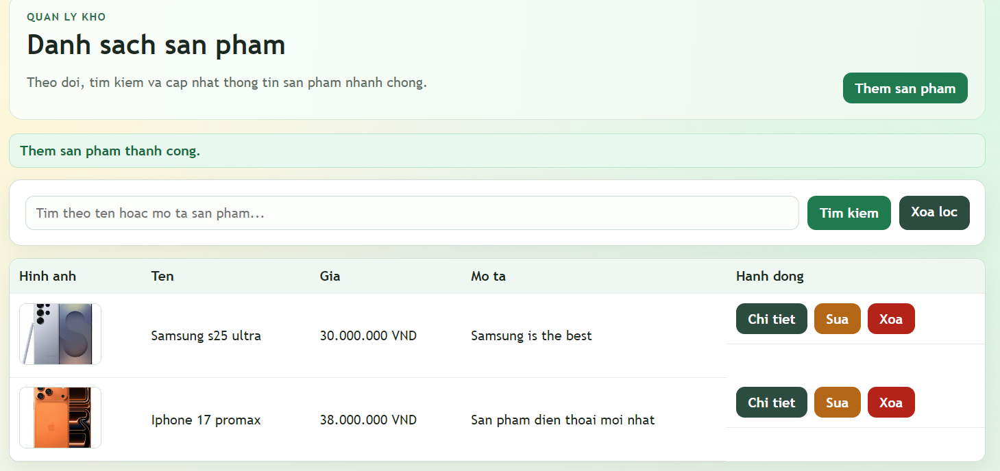 QUAN LY KHO
Danh sach san pham
Theo doi, tim kiem va cap nhat thong tin san pham nhanh chong.
Them san pham
Them san pham thanh cong.
Tim theo ten hoac mo ta san pham...
Tim kiem
Xoa loc
Hinh anh Ten Gia Mo ta Hanh dong
Samsung s25 ultra 30.000.000 VND Samsung is the best Chi tiet Sua Xoa
Iphone 17 promax 38.000.000 VND San pham dien thoai moi nhat Chi tiet Sua Xoa